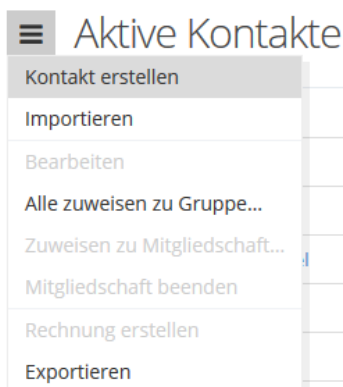 Aktive Kontakte
Kontakt erstellen
Importieren
Bearbeiten
Alle zuweisen zu Gruppe...
Zuweisen zu Mitgliedschaft...
Mitgliedschaft beenden
Rechnung erstellen
Exportieren